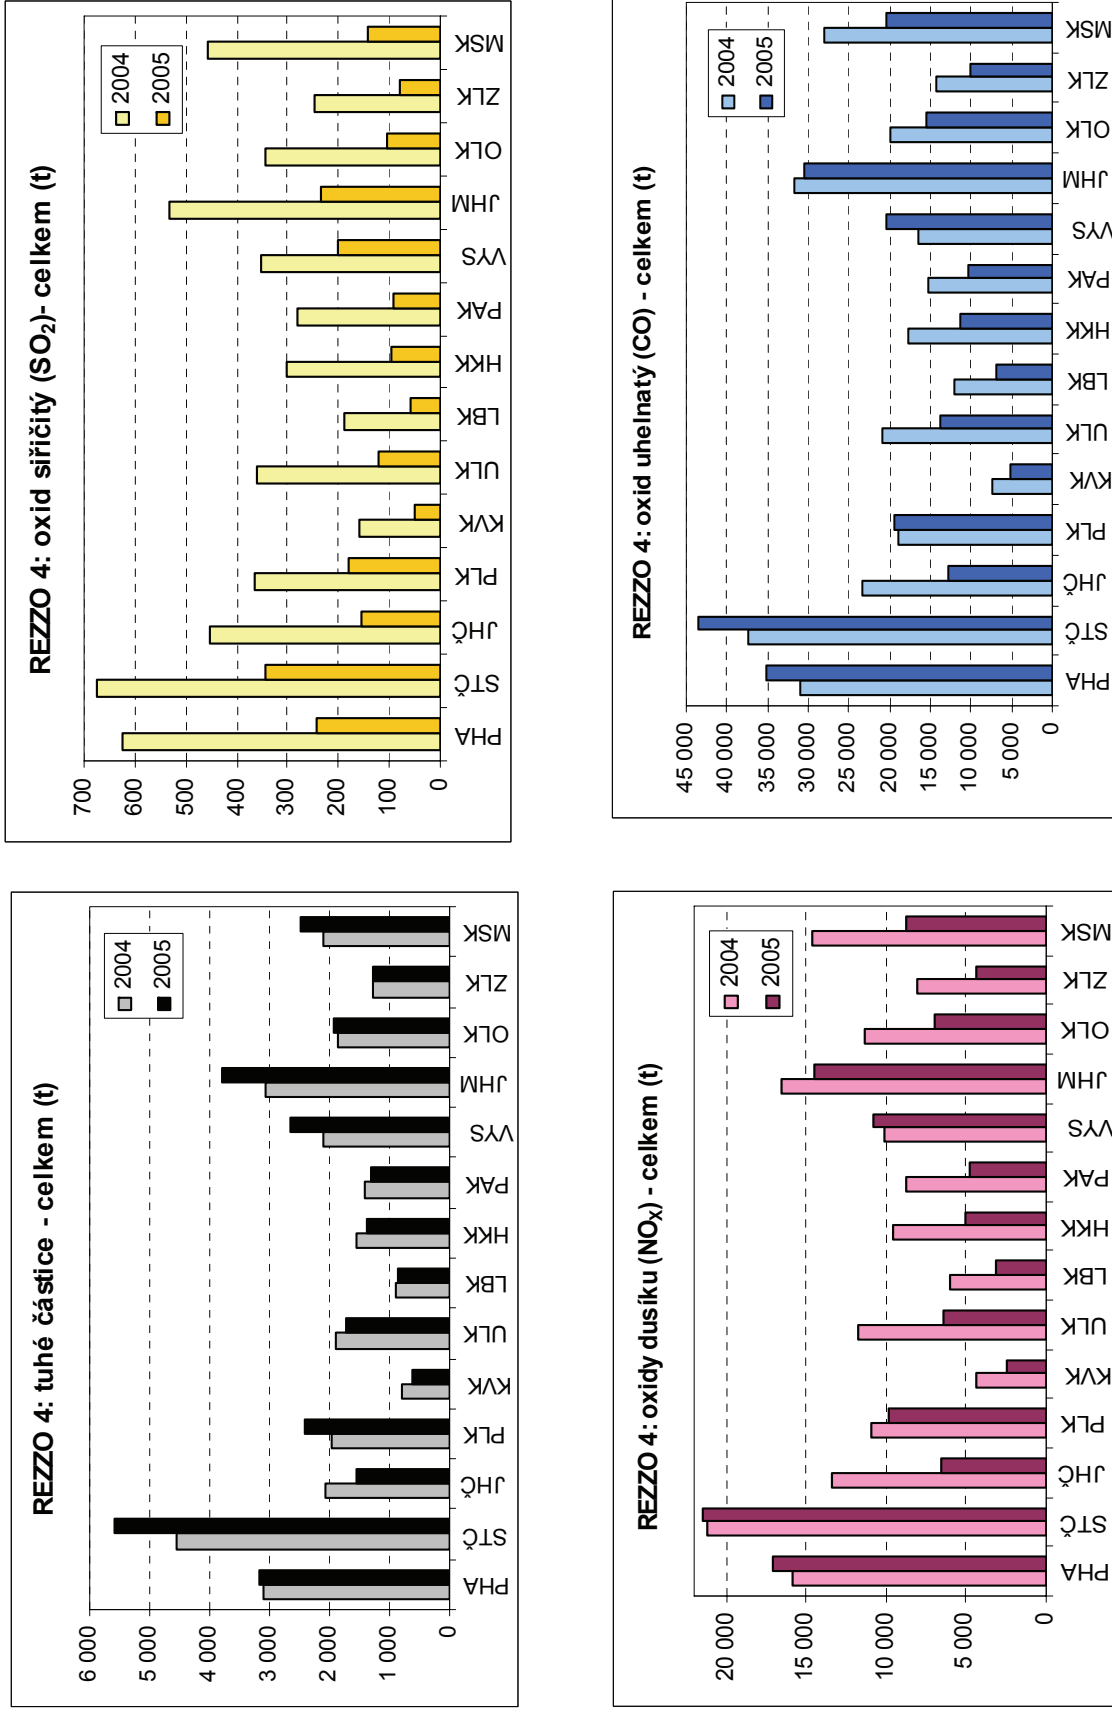 REZZO 4: tuhé částice - celkem (t)
6 000
5 000
4 000
3 000
2 000
1 000
0
2004
2005
PHA
STČ
JHČ
PLK
KVK
ULK
LBK
HKK
PAK
VYS
JHM
OLK
ZLK
MSK
REZZO 4: oxid siřičitý (SO₂)- celkem (t)
700
600
500
400
300
200
100
0
2004
2005
PHA
STČ
JHČ
PLK
KVK
ULK
LBK
HKK
PAK
VYS
JHM
OLK
ZLK
MSK
REZZO 4: oxidy dusíku (NOₓ) - celkem (t)
20 000
15 000
10 000
5 000
0
2004
2005
PHA
STČ
JHČ
PLK
KVK
ULK
LBK
HKK
PAK
VYS
JHM
OLK
ZLK
MSK
REZZO 4: oxid uhelnatý (CO) - celkem (t)
45 000
40 000
35 000
30 000
25 000
20 000
15 000
10 000
5 000
0
2004
2005
PHA
STČ
JHČ
PLK
KVK
ULK
LBK
HKK
PAK
VYS
JHM
OLK
ZLK
MSK